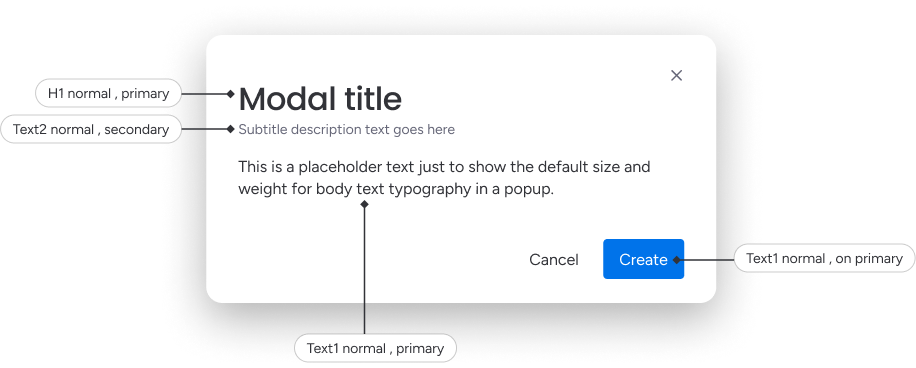 H1 normal , primary
Modal title
Text2 normal , secondary
Subtitle description text goes here
This is a placeholder text just to show the default size and
weight for body text typography in a popup.
Cancel
Create
Text1 normal , on primary
Text1 normal , primary